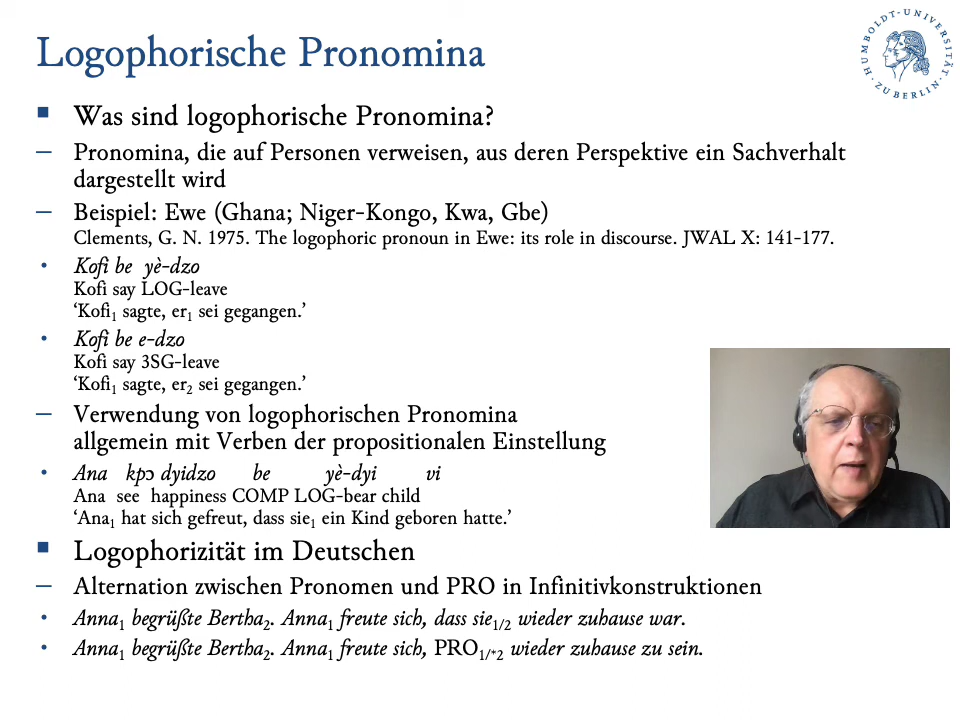 Logophorische Pronomina
HUMBOLDT-UNIVERSITÄT ZU BERLIN
Was sind logophorische Pronomina?
Pronomina, die auf Personen verweisen, aus deren Perspektive ein Sachverhalt
dargestellt wird
Beispiel: Ewe (Ghana; Niger-Kongo, Kwa, Gbe)
Clements, G. N. 1975. The logophoric pronoun in Ewe: its role in discourse. JWAL X: 141-177.
Kofi be yè-dzo
Kofi say LOG-leave
‘Kofi₁ sagte, er₁ sei gegangen.’
Kofi be e-dzo
Kofi say 3SG-leave
‘Kofi₁ sagte, er₂ sei gegangen.’
Verwendung von logophorischen Pronomina
allgemein mit Verben der propositionalen Einstellung
Ana kpɔ dyidzo be yè-dyi vi
Ana see happiness COMP LOG-bear child
‘Ana₁ hat sich gefreut, dass sie₁ ein Kind geboren hatte.’
Logophorizität im Deutschen
Alternation zwischen Pronomen und PRO in Infinitivkonstruktionen
Anna₁ begrüßte Bertha₂. Anna₁ freute sich, dass sie₁/₂ wieder zuhause war.
Anna₁ begrüßte Bertha₂. Anna₁ freute sich, PRO₁/*₂ wieder zuhause zu sein.